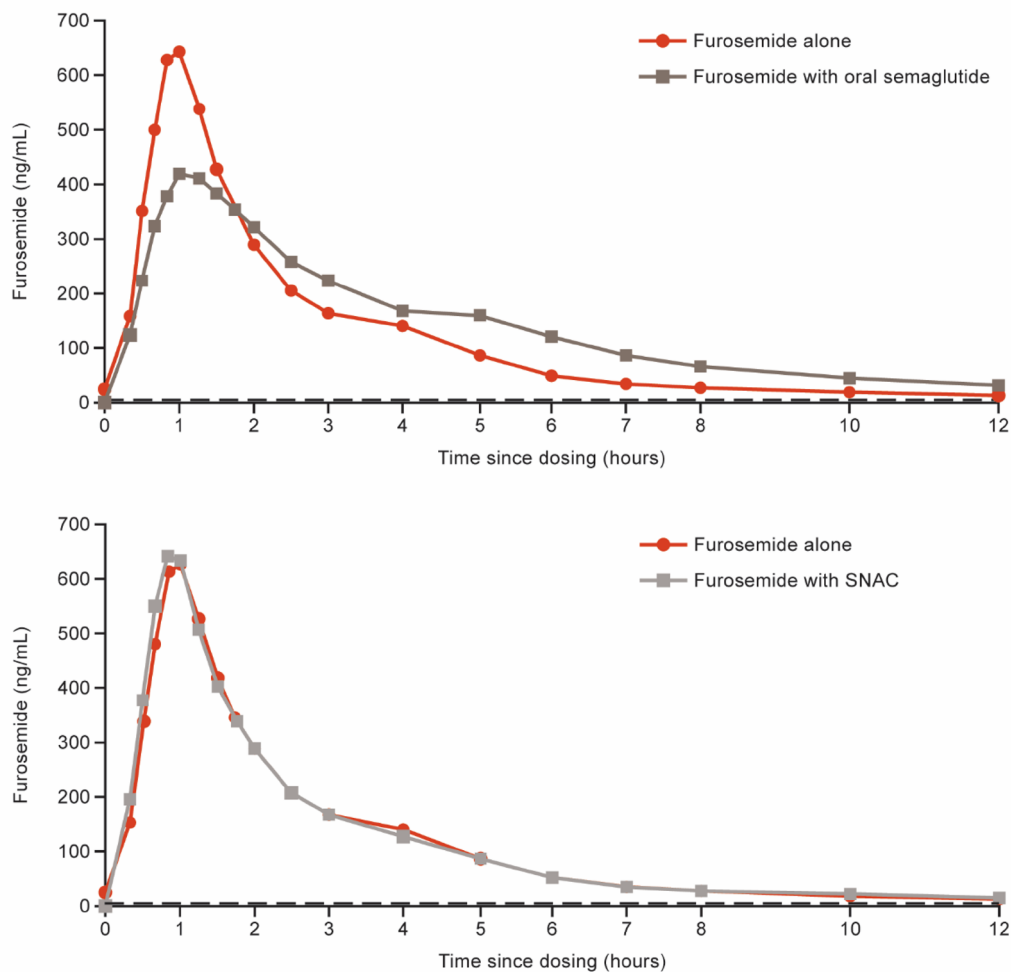 700
600
500
400
300
200
100
0
Furosemide (ng/mL)
Furosemide alone
Furosemide with oral semaglutide
0 1 2 3 4 5 6 7 8 10 12
Time since dosing (hours)
700
600
500
400
300
200
100
0
Furosemide (ng/mL)
Furosemide alone
Furosemide with SNAC
0 1 2 3 4 5 6 7 8 10 12
Time since dosing (hours)